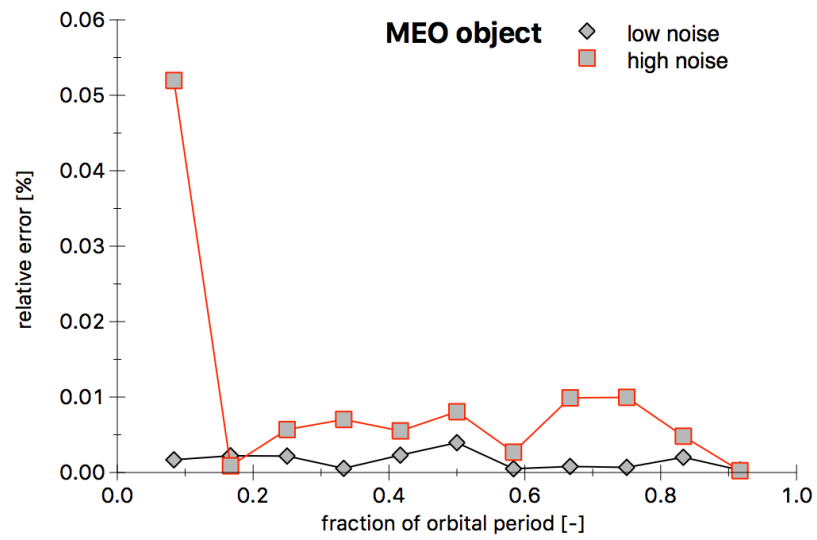 MEO object
low noise
high noise
0.06
0.05
0.04
0.03
0.02
0.01
0.00
relative error [%]
0.0 0.2 0.4 0.6 0.8 1.0
fraction of orbital period [-]